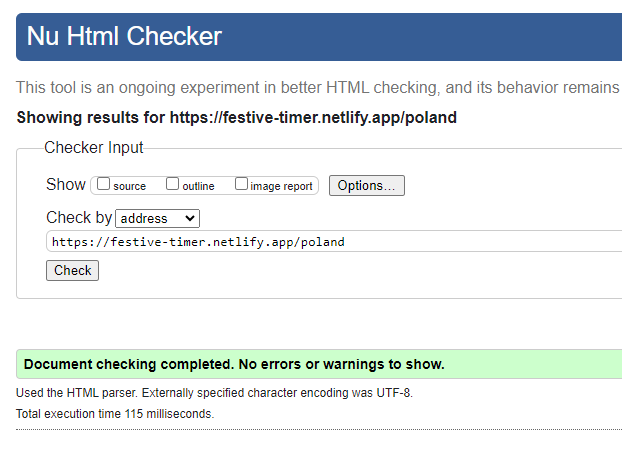 Nu Html Checker
This tool is an ongoing experiment in better HTML checking, and its behavior remains
Showing results for https://festive-timer.netlify.app/poland
Checker Input
Show source outline image report Options...
Check by address
https://festive-timer.netlify.app/poland
Check
Document checking completed. No errors or warnings to show.
Used the HTML parser. Externally specified character encoding was UTF-8.
Total execution time 115 milliseconds.